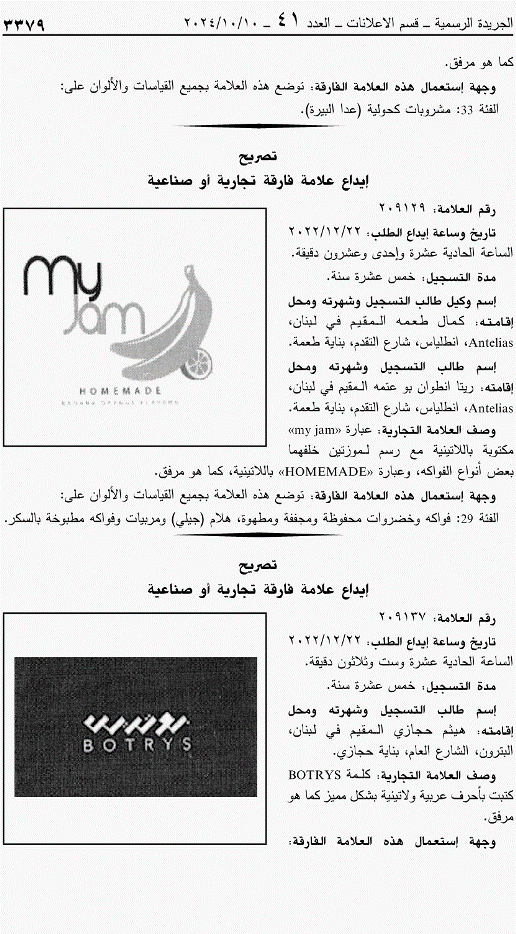 الجريدة الرسمية – قسم الاعلانات – العدد ٤١ – ٢٠٢٤/١٠/١٠
٣٣٧٩
كما هو مرفق.
وجهة إستعمال هذه العلامة الفارقة: توضع هذه العلامة بجميع القياسات والألوان على:
الفئة 33: مشروبات كحولية (عدا البيرة).
تصريح
إيداع علامة فارقة تجارية أو صناعية
رقم العلامة: ٢٠٩١٢٩
تاريخ وساعة إيداع الطلب: ٢٠٢٢/١٢/٢٢
الساعة الحادية عشرة وإحدى وعشرون دقيقة.
مدة التسجيل: خمس عشرة سنة.
إسم وكيل طالب التسجيل وشهرته ومحل
إقامته: كمال طعمه المقيم في لبنان،
Antelias، انطلياس، شارع التقدم، بناية طعمة.
إسم طالب التسجيل وشهرته ومحل
إقامته: ريتا انطوان بو عتمه المقيم في لبنان،
Antelias، انطلياس، شارع التقدم، بناية طعمة.
وصف العلامة التجارية: عبارة «my jam»
مكتوبة باللاتينية مع رسم لموزتين خلفهما
بعض أنواع الفواكه، وعبارة «HOMEMADE» باللاتينية، كما هو مرفق.
my
jam
HOMEMADE
BANANA ORANGE FLAVORS
وجهة إستعمال هذه العلامة الفارقة: توضع هذه العلامة بجميع القياسات والألوان على:
الفئة 29: فواكه وخضروات محفوظة ومجففة ومطهوة، هلام (جيلي) ومربيات وفواكه مطبوخة بالسكر.
تصريح
إيداع علامة فارقة تجارية أو صناعية
رقم العلامة: ٢٠٩١٣٧
تاريخ وساعة إيداع الطلب: ٢٠٢٢/١٢/٢٢
الساعة الحادية عشرة وست وثلاثون دقيقة.
مدة التسجيل: خمس عشرة سنة.
إسم طالب التسجيل وشهرته ومحل
إقامته: هيثم حجازي المقيم في لبنان،
البترون، الشارع العام، بناية حجازي.
وصف العلامة التجارية: كلمة BOTRYS
كتبت بأحرف عربية ولاتينية بشكل مميز كما هو
مرفق.
BOTRYS
وجهة إستعمال هذه العلامة الفارقة: